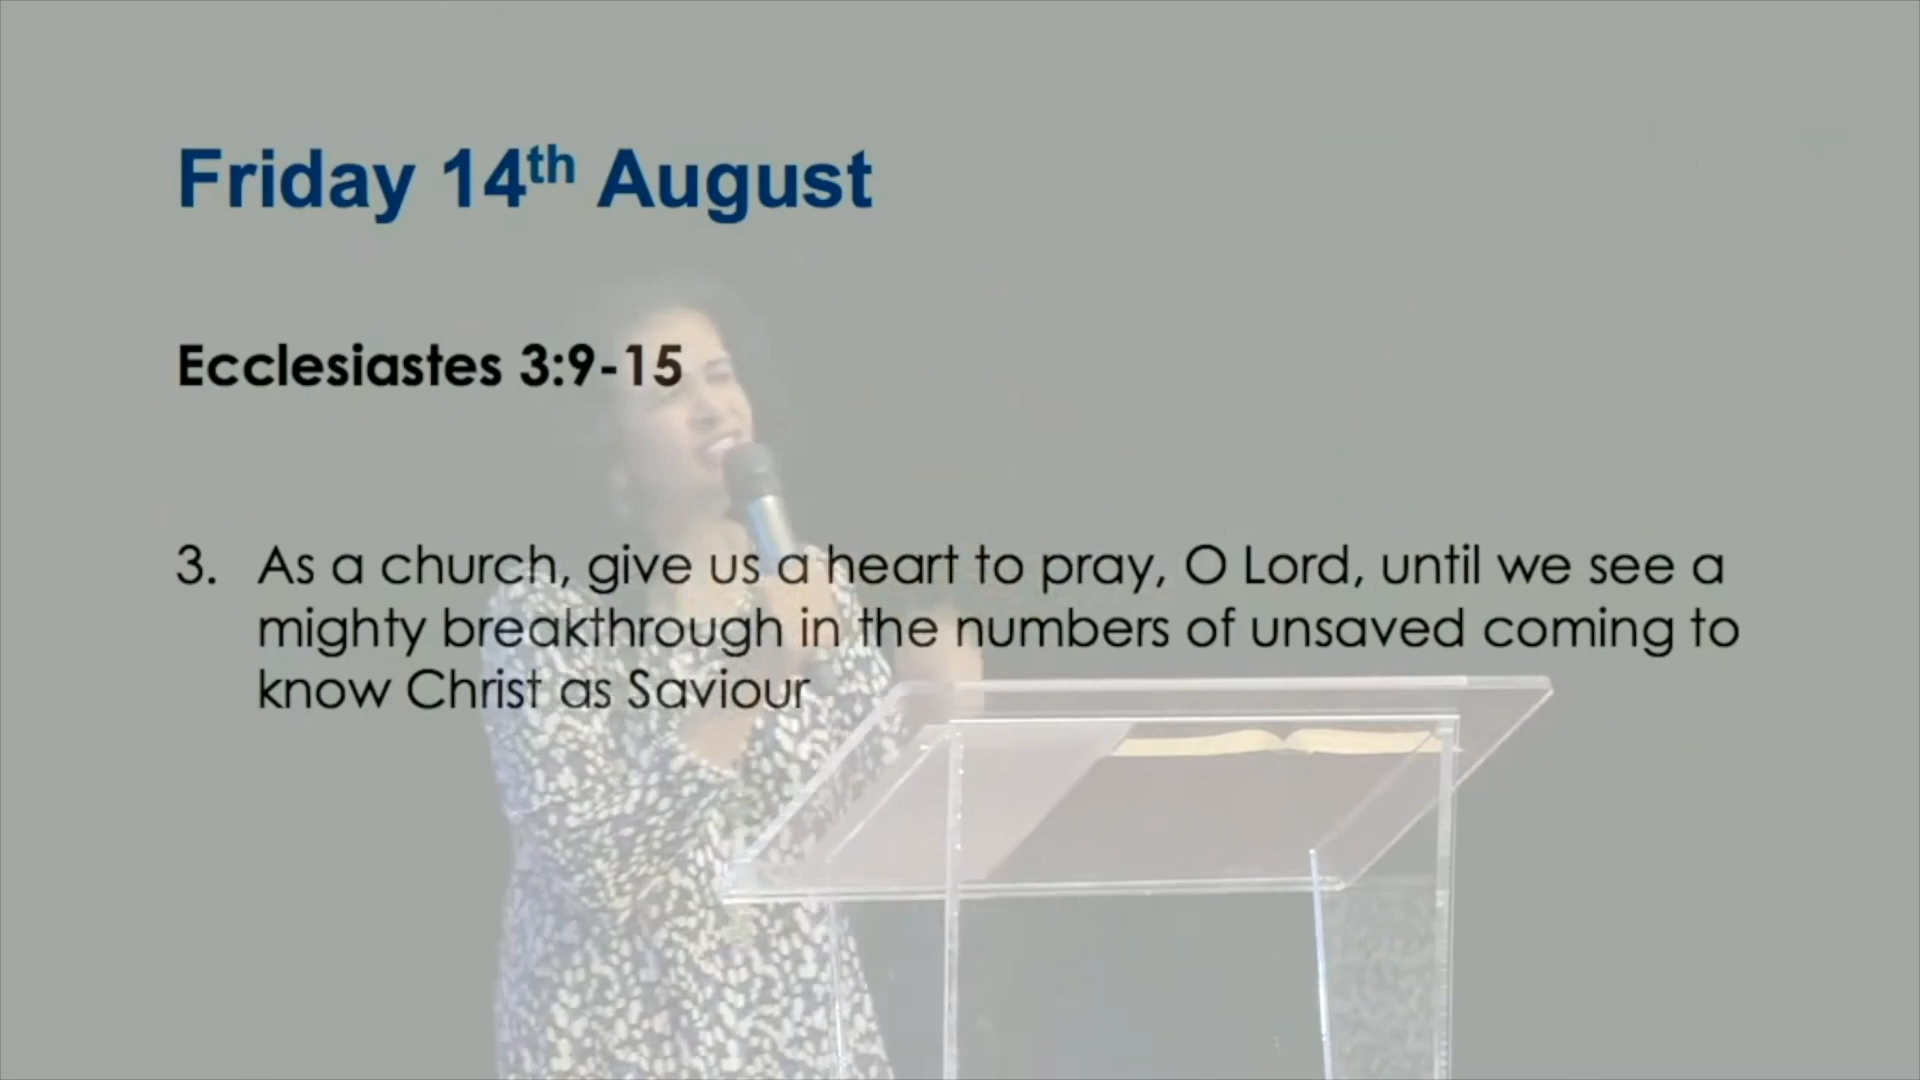 Friday 14th August
Ecclesiastes 3:9-15
3. As a church, give us a heart to pray, O Lord, until we see a
mighty breakthrough in the numbers of unsaved coming to
know Christ as Saviour